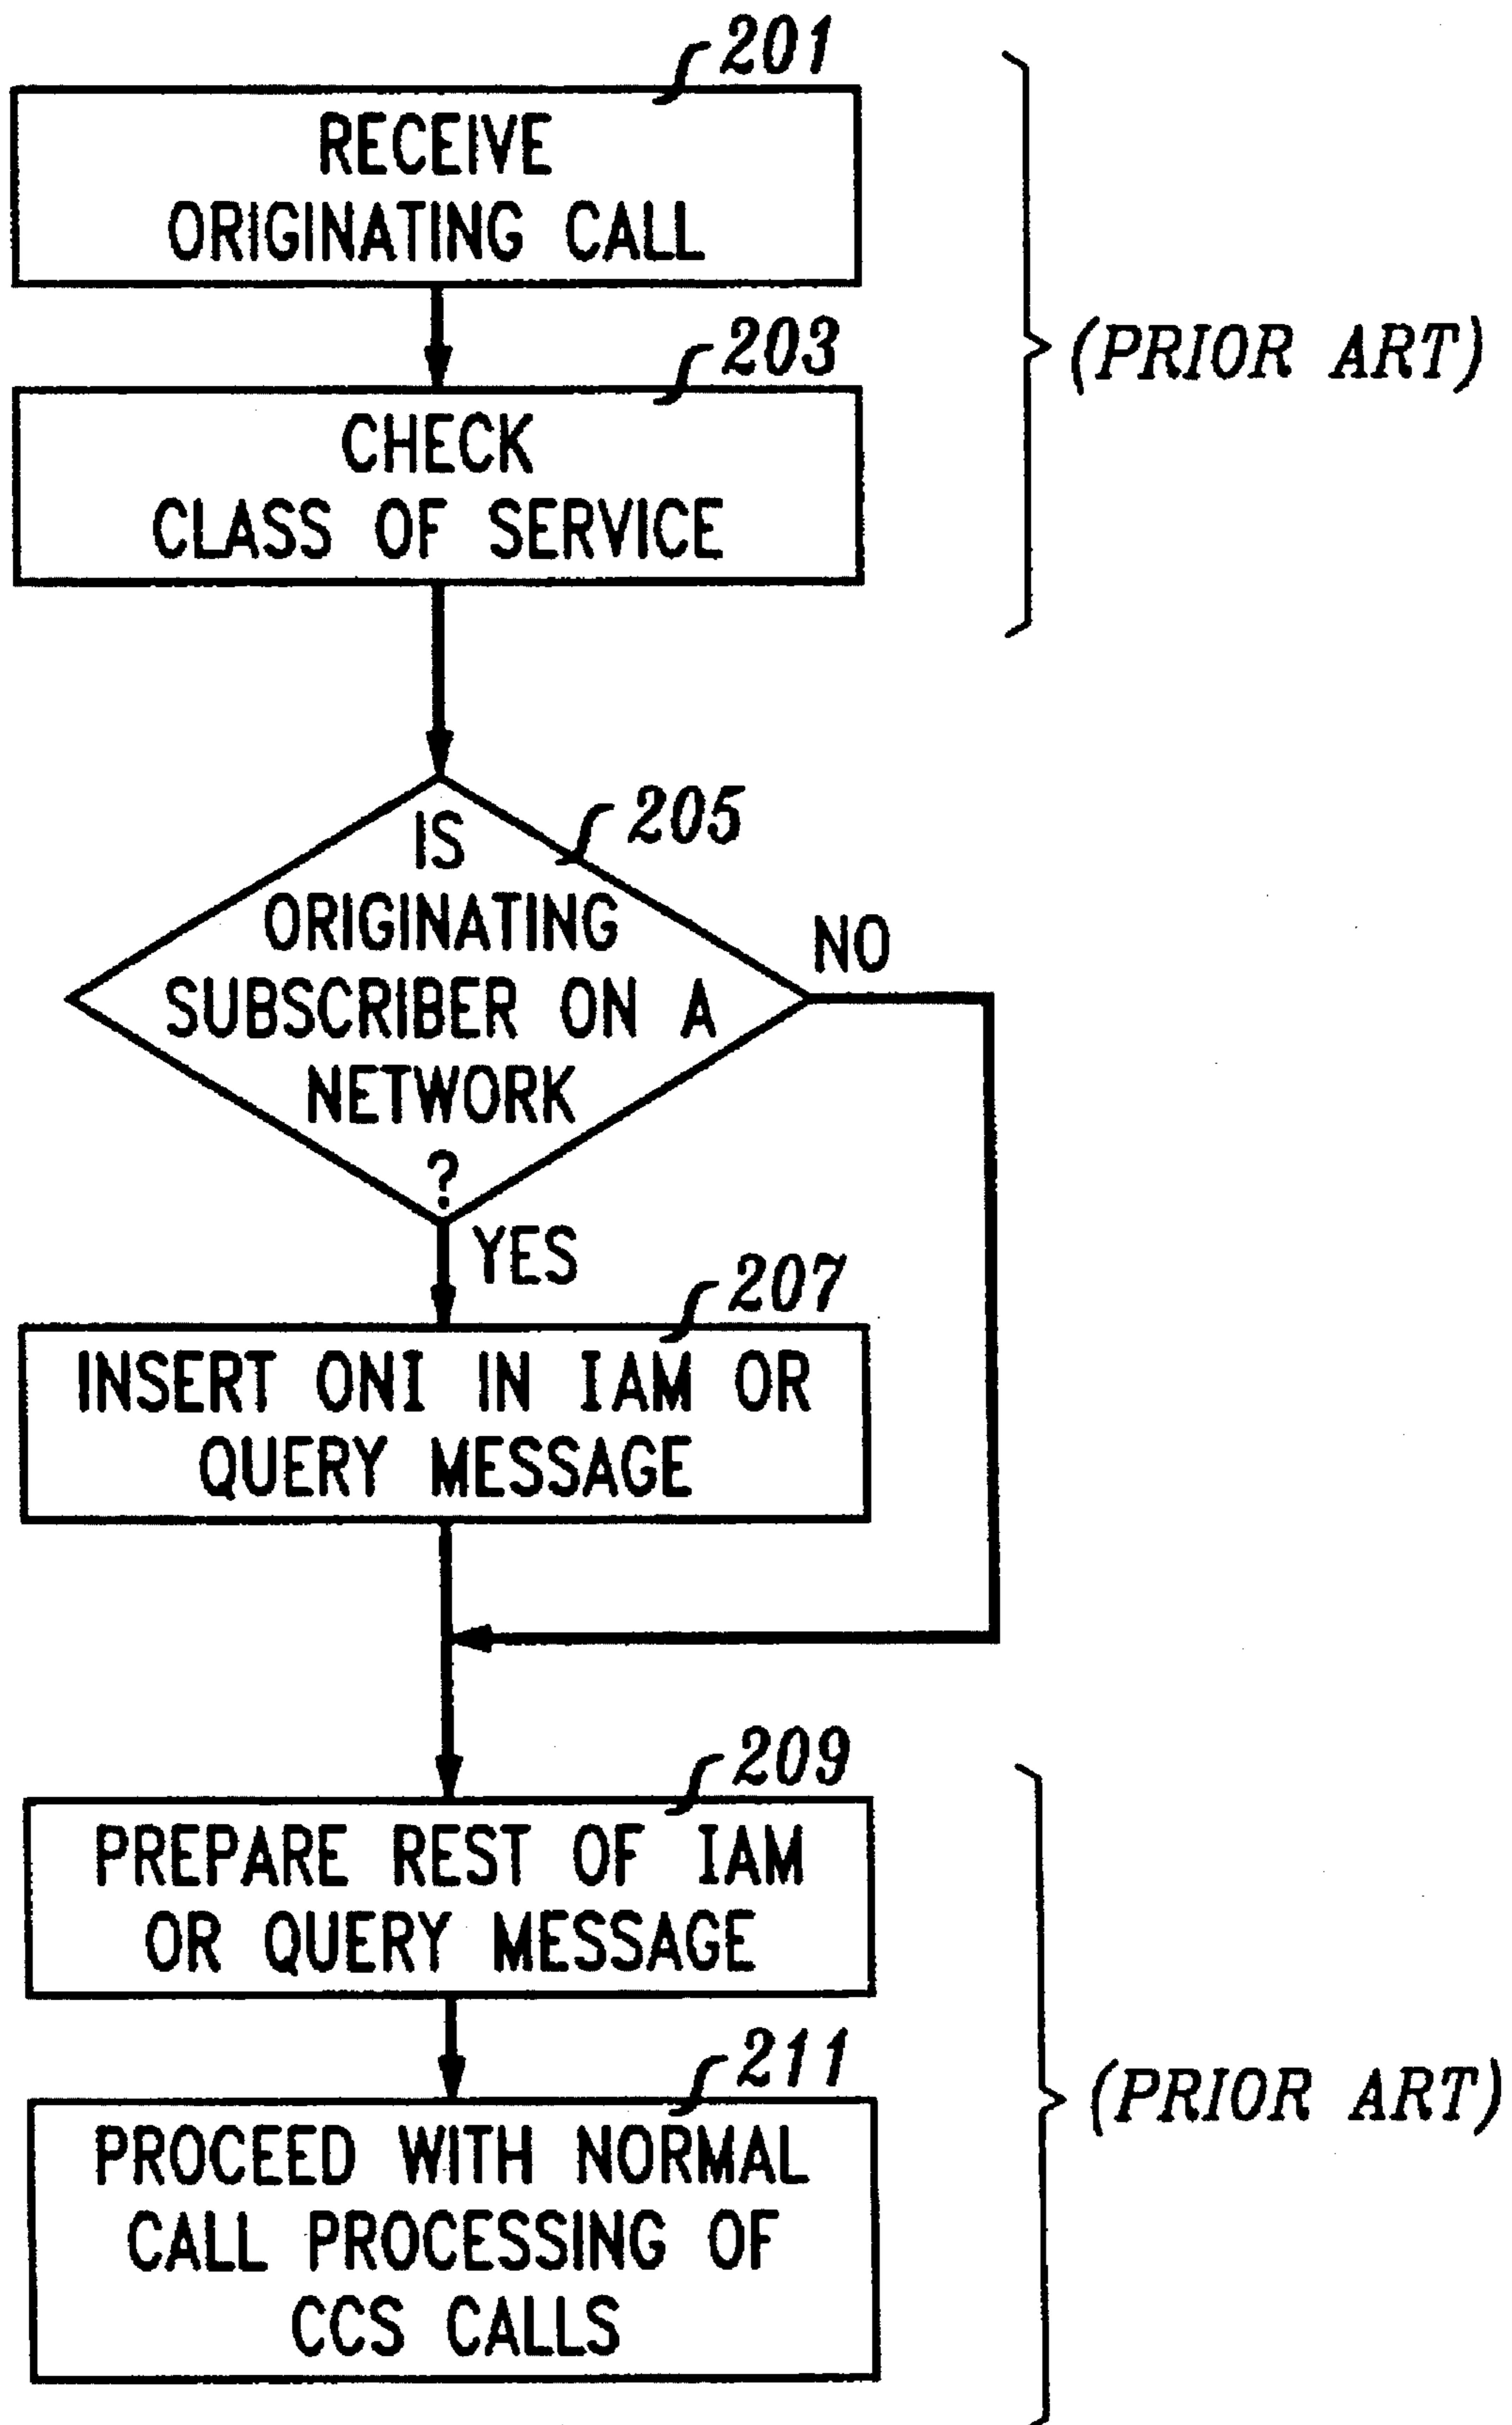 201
RECEIVE
ORIGINATING CALL
(PRIOR ART)
203
CHECK
CLASS OF SERVICE
205
IS
ORIGINATING
SUBSCRIBER ON A
NETWORK
?
NO
YES
207
INSERT ONI IN IAM OR
QUERY MESSAGE
209
PREPARE REST OF IAM
OR QUERY MESSAGE
(PRIOR ART)
211
PROCEED WITH NORMAL
CALL PROCESSING OF
CCS CALLS